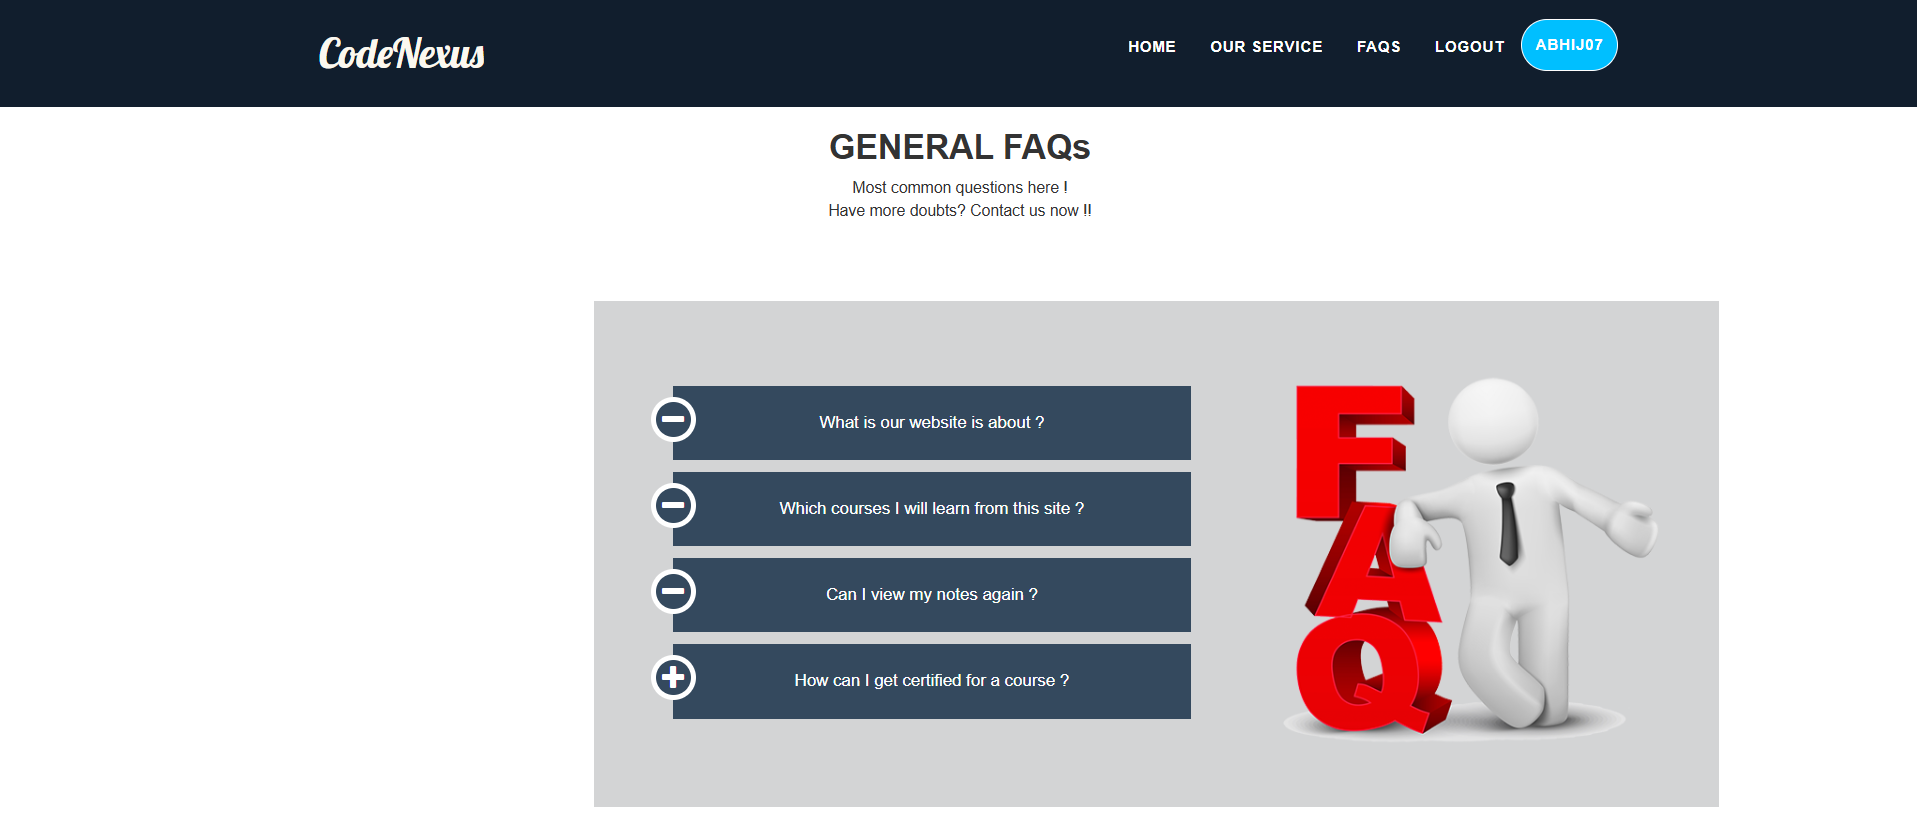 CodeNexus
HOME OUR SERVICE FAQS LOGOUT ABHIJ07
GENERAL FAQs
Most common questions here !
Have more doubts? Contact us now !!
What is our website is about ?
Which courses I will learn from this site ?
Can I view my notes again ?
How can I get certified for a course ?
FAQ